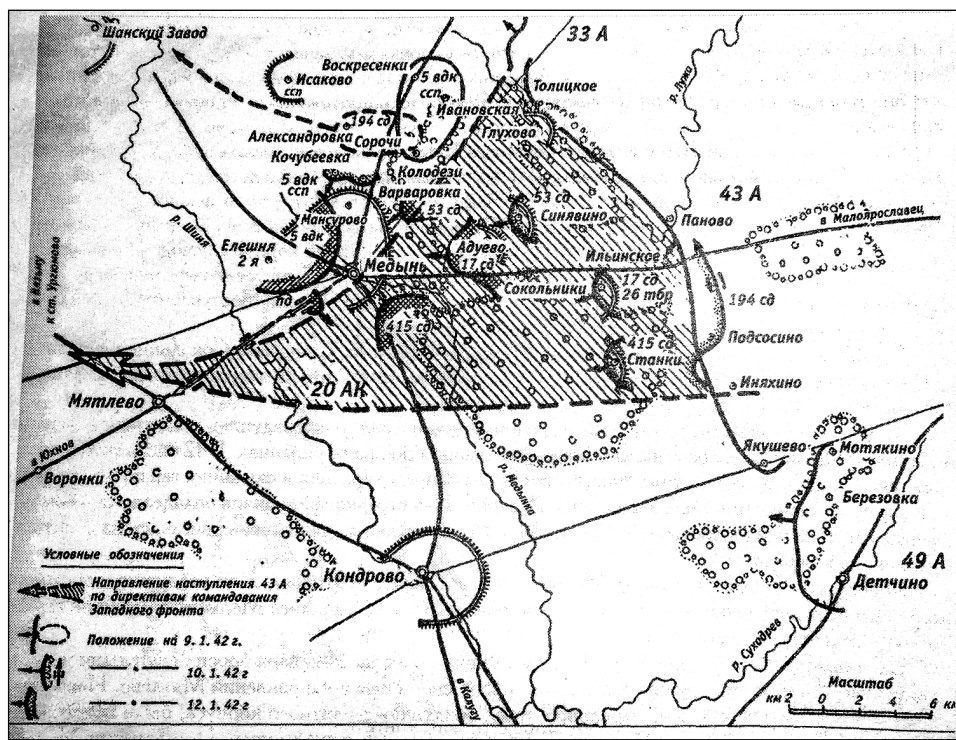 Шанский Завод
33 А
Воскресенки
Исаково
ссп
5 вдк
ссп
Толицкое
р. Лужа
Ивановская
194 сд
Александровка
Сорочи
Глухово
Кочубеевка
Колодези
5 вдк
ссп
Варваровка
53 сд
53 сд
43 А
Мансурово
5 вдк
Синявино
Паново
в Малоярославец
р. Шаня
Елешня
2 я
Адуево
17 сд
Ильинское
Медынь
Сокольники
17 сд
26 тбр
194 сд
к ст. Уруханова
пд
415 сд
415 сд
Станки
Подсосино
Иняхино
20 АК
Мятлево
в Юхнов
Воронки
Якушево
Мотякино
р. Медынка
Березовка
49 А
Кондрово
Детчино
р. Суходрев
в Калугу
Условные обозначения
Направление наступления 43 А
по директивам командования
Западного фронта
Положение на 9.1.42 г.
10.1.42 г
12.1.42 г
Масштаб
км 2 0 2 4 6 км